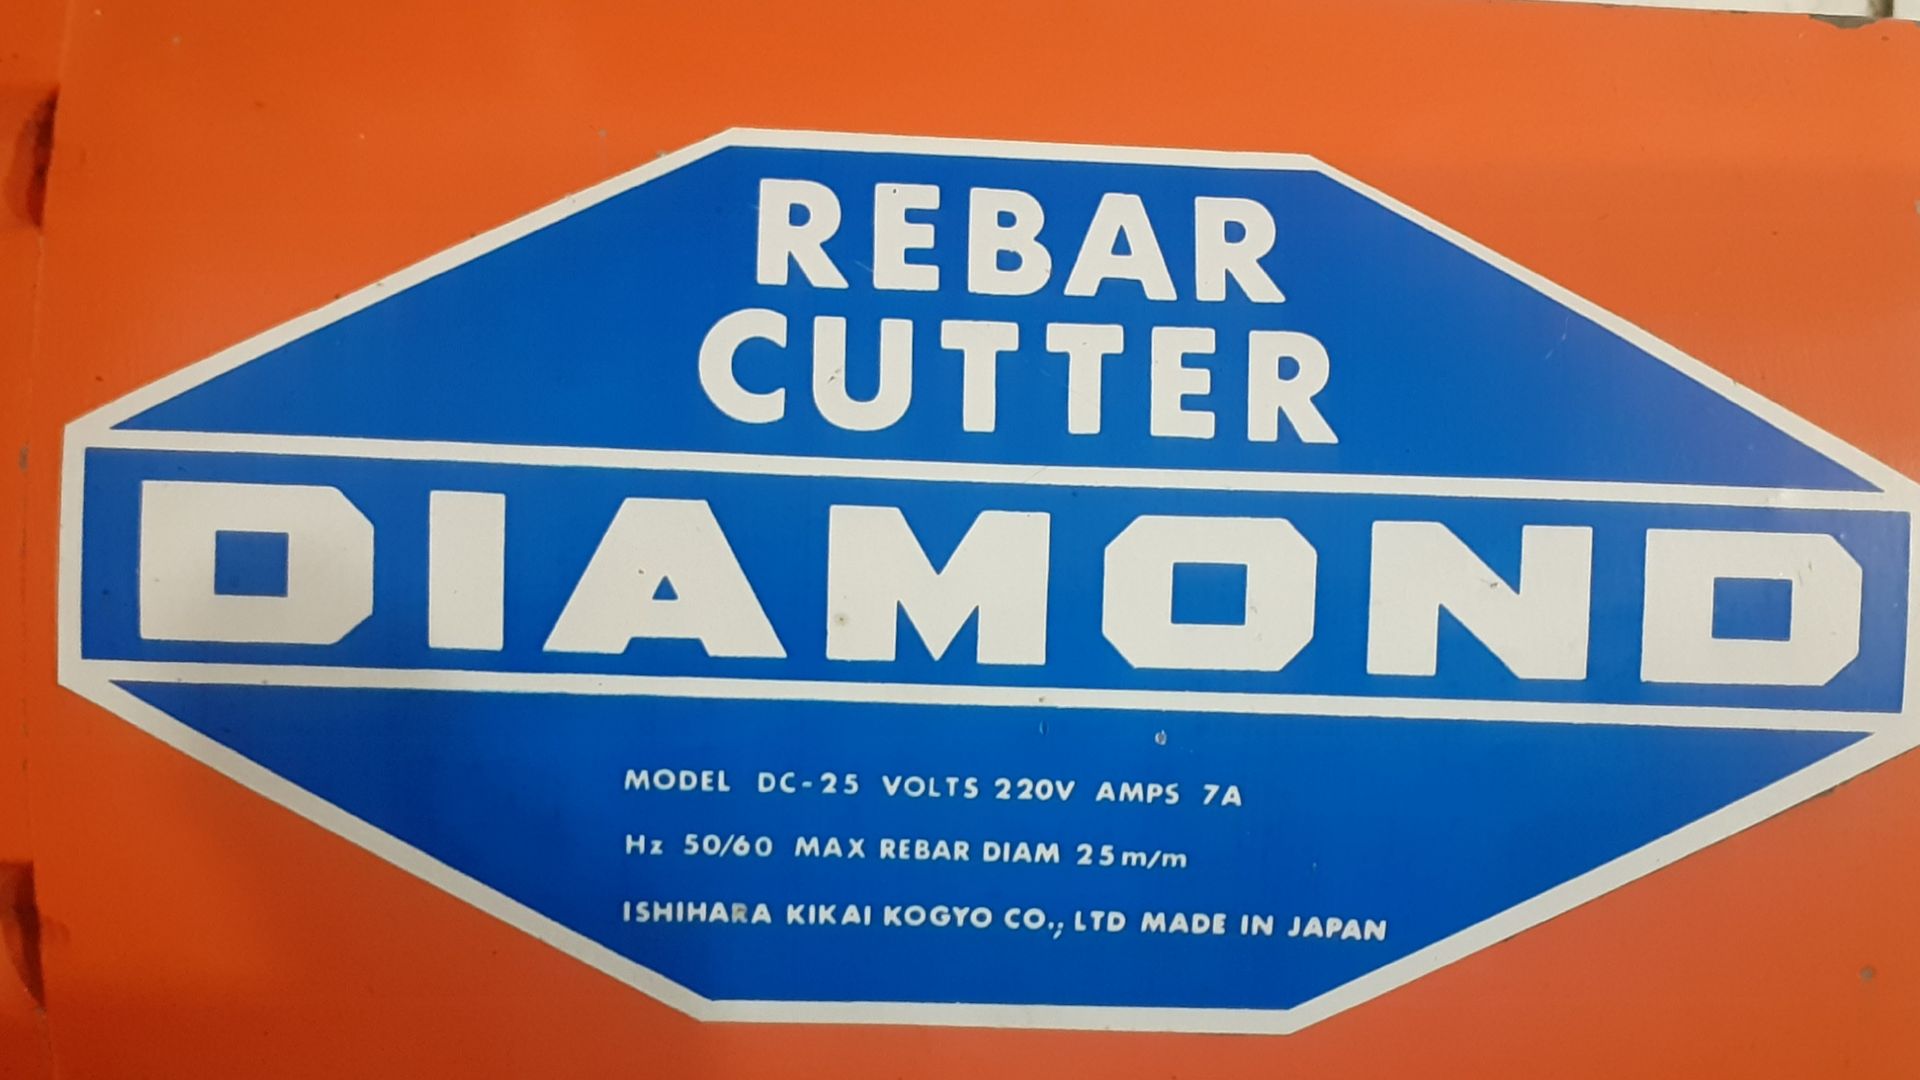 REBAR
CUTTER
DIAMOND
MODEL DC-25 VOLTS 220V AMPS 7A
Hz 50/60 MAX REBAR DIAM 25m/m
ISHIHARA KIKAI KOGYO CO.; LTD MADE IN JAPAN